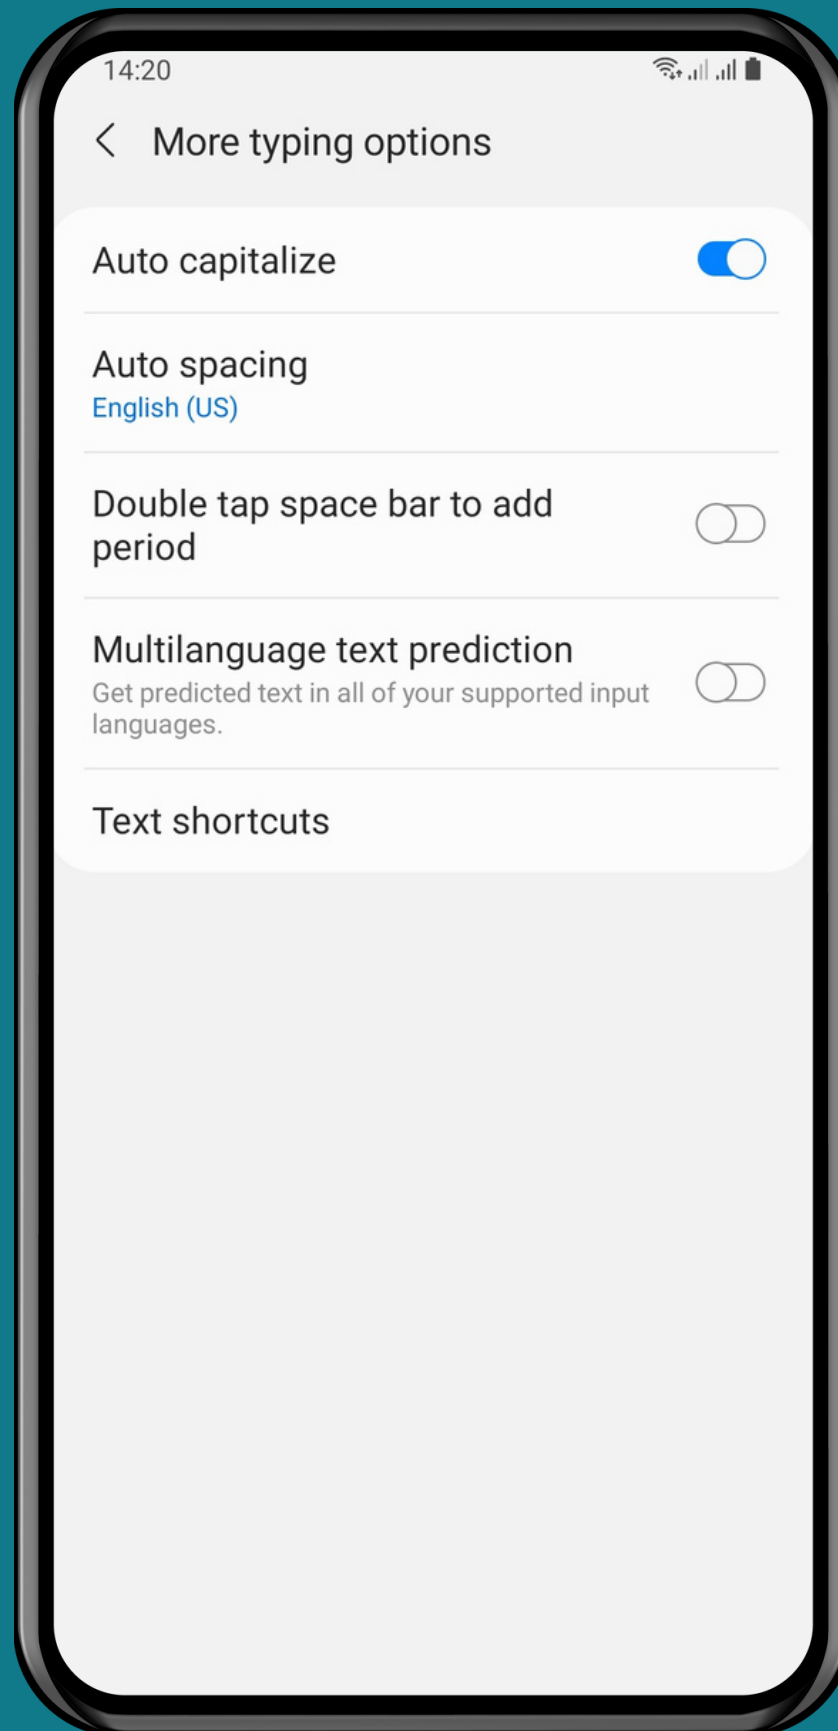 14:20
More typing options
Auto capitalize
Auto spacing
English (US)
Double tap space bar to add
period
Multilanguage text prediction
Get predicted text in all of your supported input
languages.
Text shortcuts